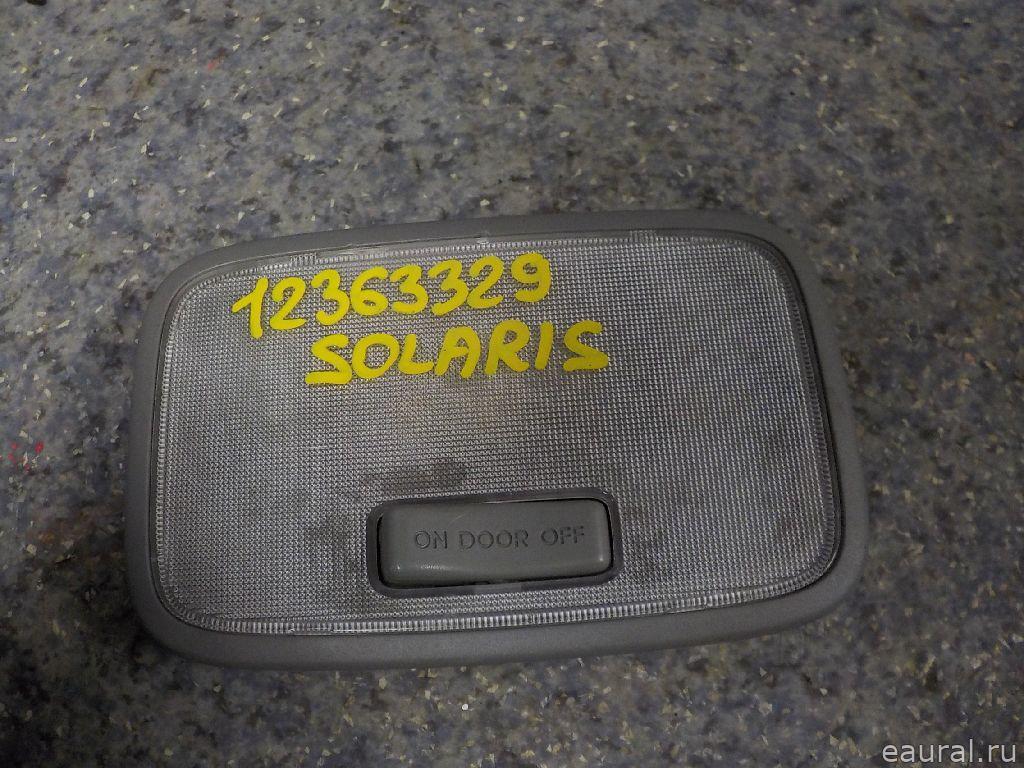 12363329
SOLARIS
ON DOOR OFF
eaural.ru